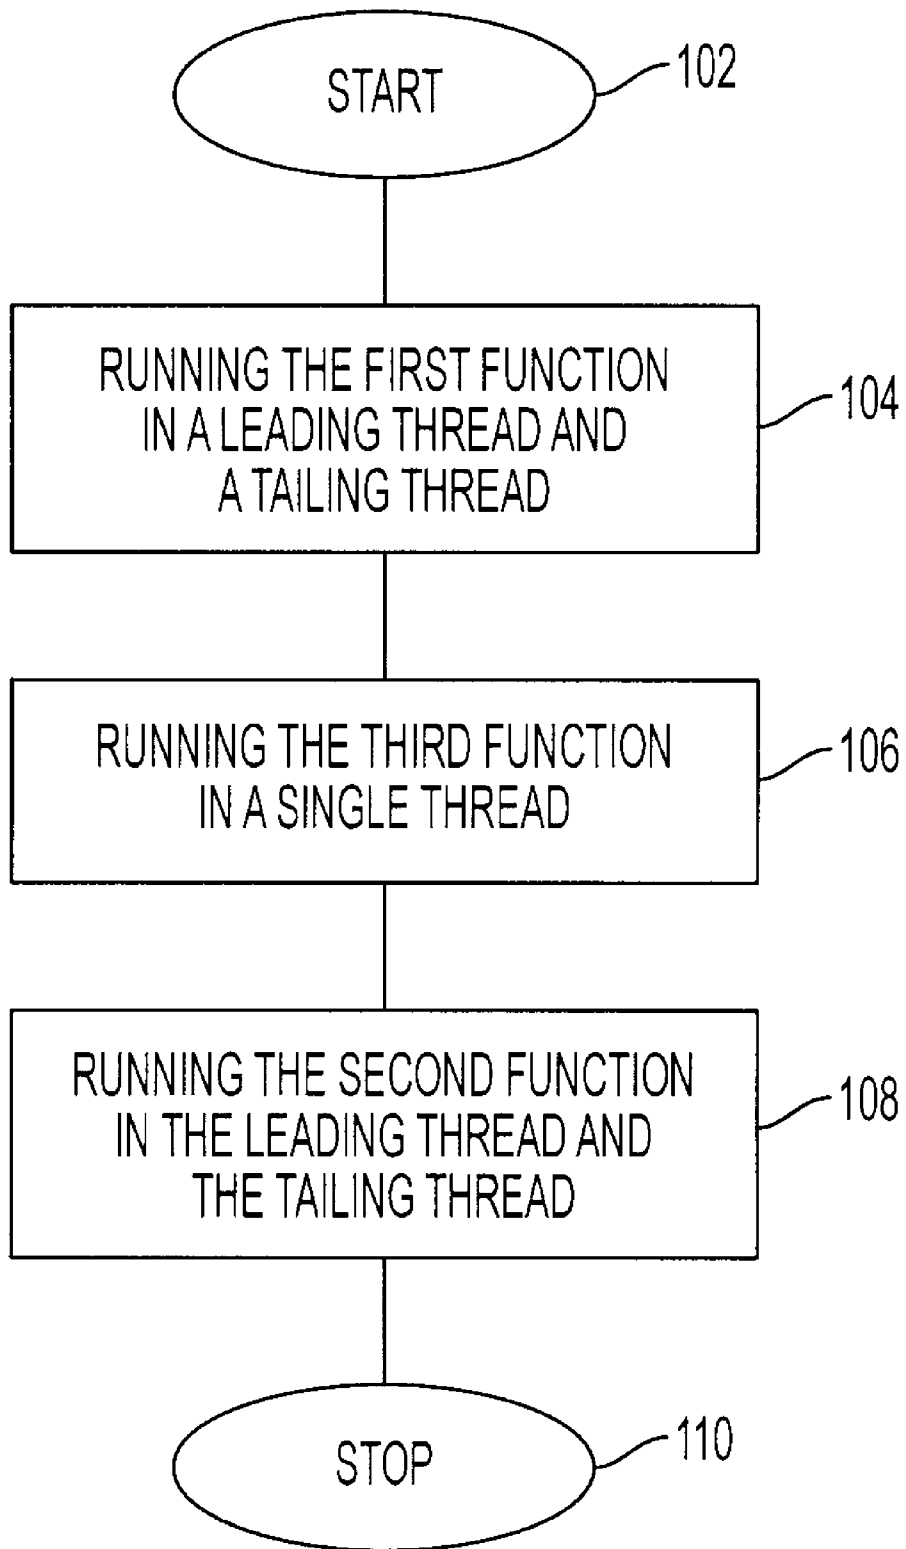 START
102
RUNNING THE FIRST FUNCTION
IN A LEADING THREAD AND
A TAILING THREAD
104
RUNNING THE THIRD FUNCTION
IN A SINGLE THREAD
106
RUNNING THE SECOND FUNCTION
IN THE LEADING THREAD AND
THE TAILING THREAD
108
STOP
110